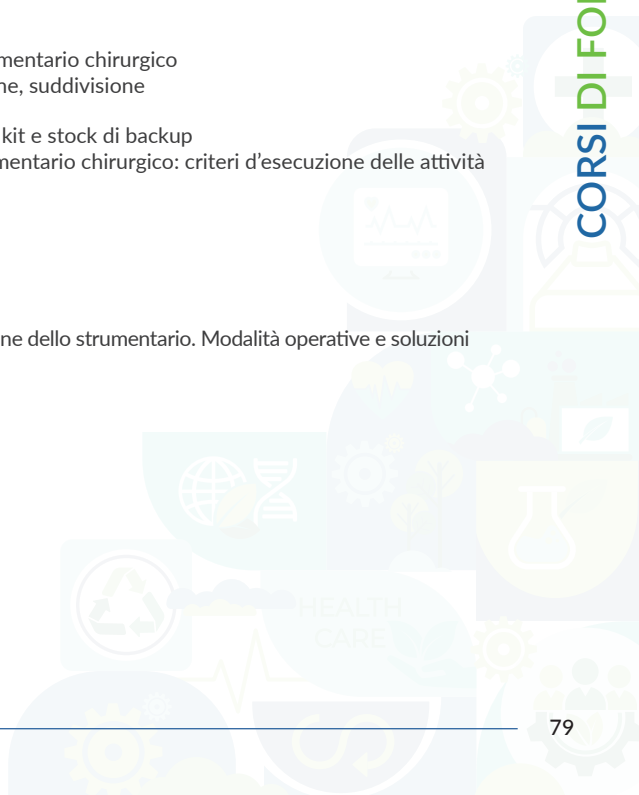 mentario chirurgico
ne, suddivisione
kit e stock di backup
mentario chirurgico: criteri d’esecuzione delle attività
ne dello strumentario. Modalità operative e soluzioni
HEALTH
CARE
79
CORSI DI FO